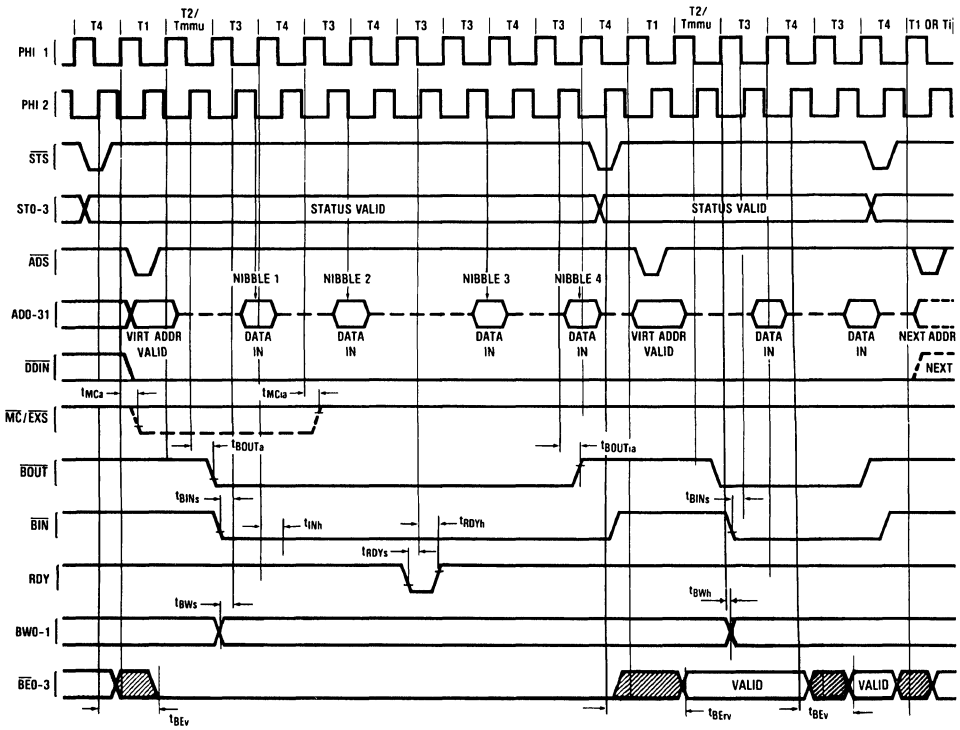 T4 T1 T2/ Tmmu T3 T4 T3 T4 T3 T4 T3 T4 T1 T2/ Tmmu T3 T4 T3 T4 T1 OR Ti
PHI 1
PHI 2
STS
ST0-3 STATUS VALID STATUS VALID
ADS
NIBBLE 1 NIBBLE 2 NIBBLE 3 NIBBLE 4
AD0-31
VIRT ADDR VALID DATA IN DATA IN DATA IN DATA IN VIRT ADDR VALID DATA IN DATA IN NEXT ADDR
DDIN NEXT
tMCa tMCia
MC/EXS
tBOUTa tBOUTia
BOUT
tBINs tBINs
BIN tINh tRDYh
tRDYs
RDY
tBWs tBWh
BW0-1
BE0-3 VALID VALID
tBEv tBErv tBEv